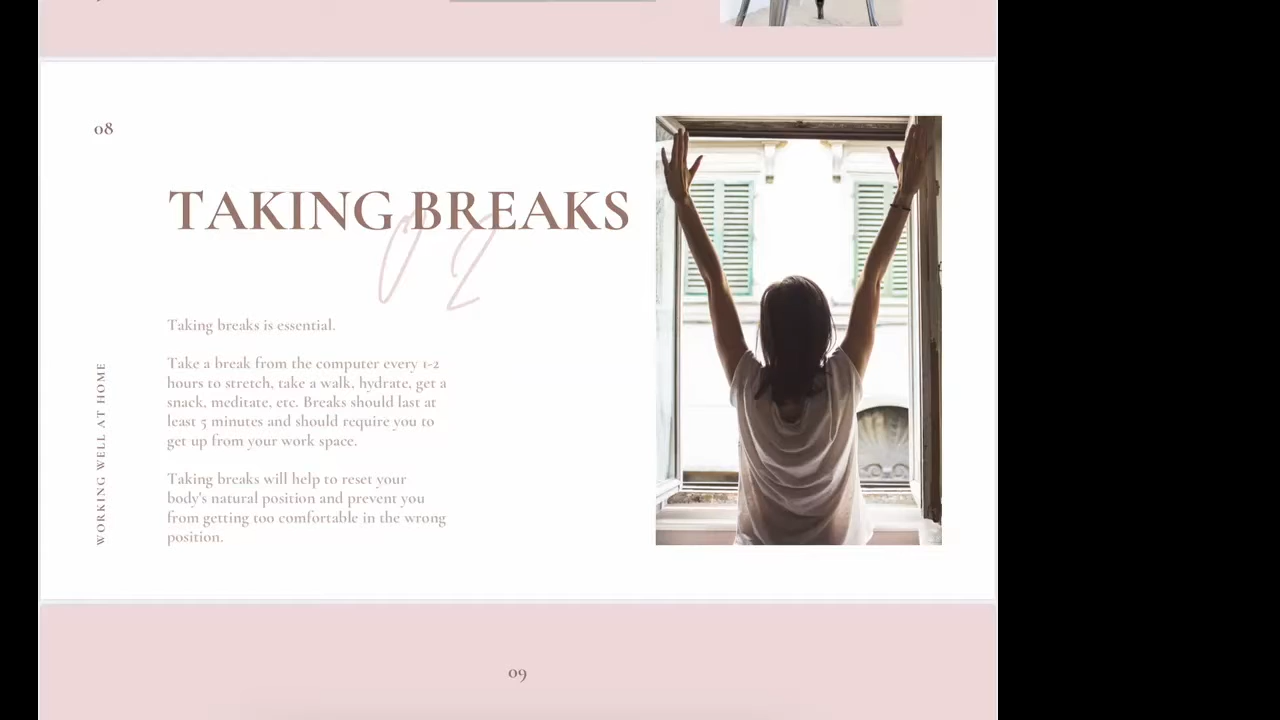 08
TAKING BREAKS
02
Taking breaks is essential.
Take a break from the computer every 1-2
hours to stretch, take a walk, hydrate, get a
snack, meditate, etc. Breaks should last at
least 5 minutes and should require you to
get up from your work space.
Taking breaks will help to reset your
body's natural position and prevent you
from getting too comfortable in the wrong
position.
WORKING WELL AT HOME
09